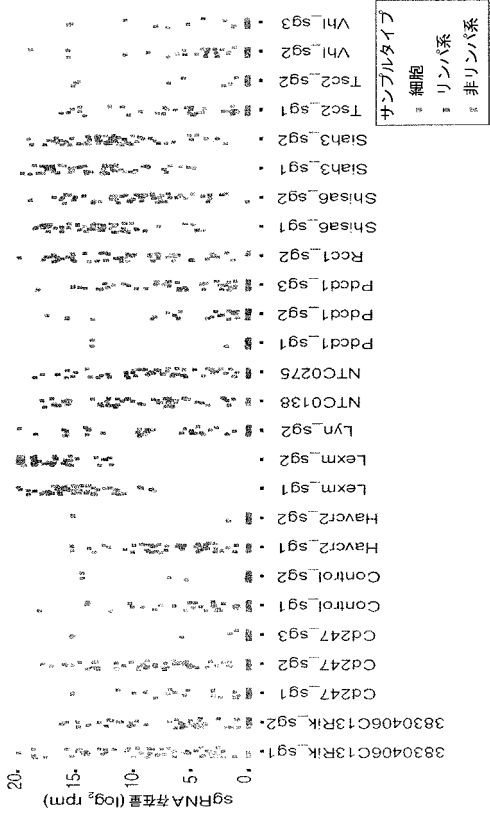 sgRNA存在量 (log₂ rpm)
20
15
10
5
0
3830406C13Rik_sg1
3830406C13Rik_sg2
Cd247_sg1
Cd247_sg2
Cd247_sg3
Control_sg1
Control_sg2
Havcr2_sg1
Havcr2_sg2
Lexm_sg1
Lexm_sg2
Lyn_sg2
NTC0138
NTC0275
Pdcd1_sg1
Pdcd1_sg2
Pdcd1_sg3
Rcc1_sg2
Shisa6_sg1
Shisa6_sg2
Siah3_sg1
Siah3_sg2
Tsc2_sg1
Tsc2_sg2
Vhl_sg2
Vhl_sg3
サンプルタイプ
細胞
リンパ系
非リンパ系